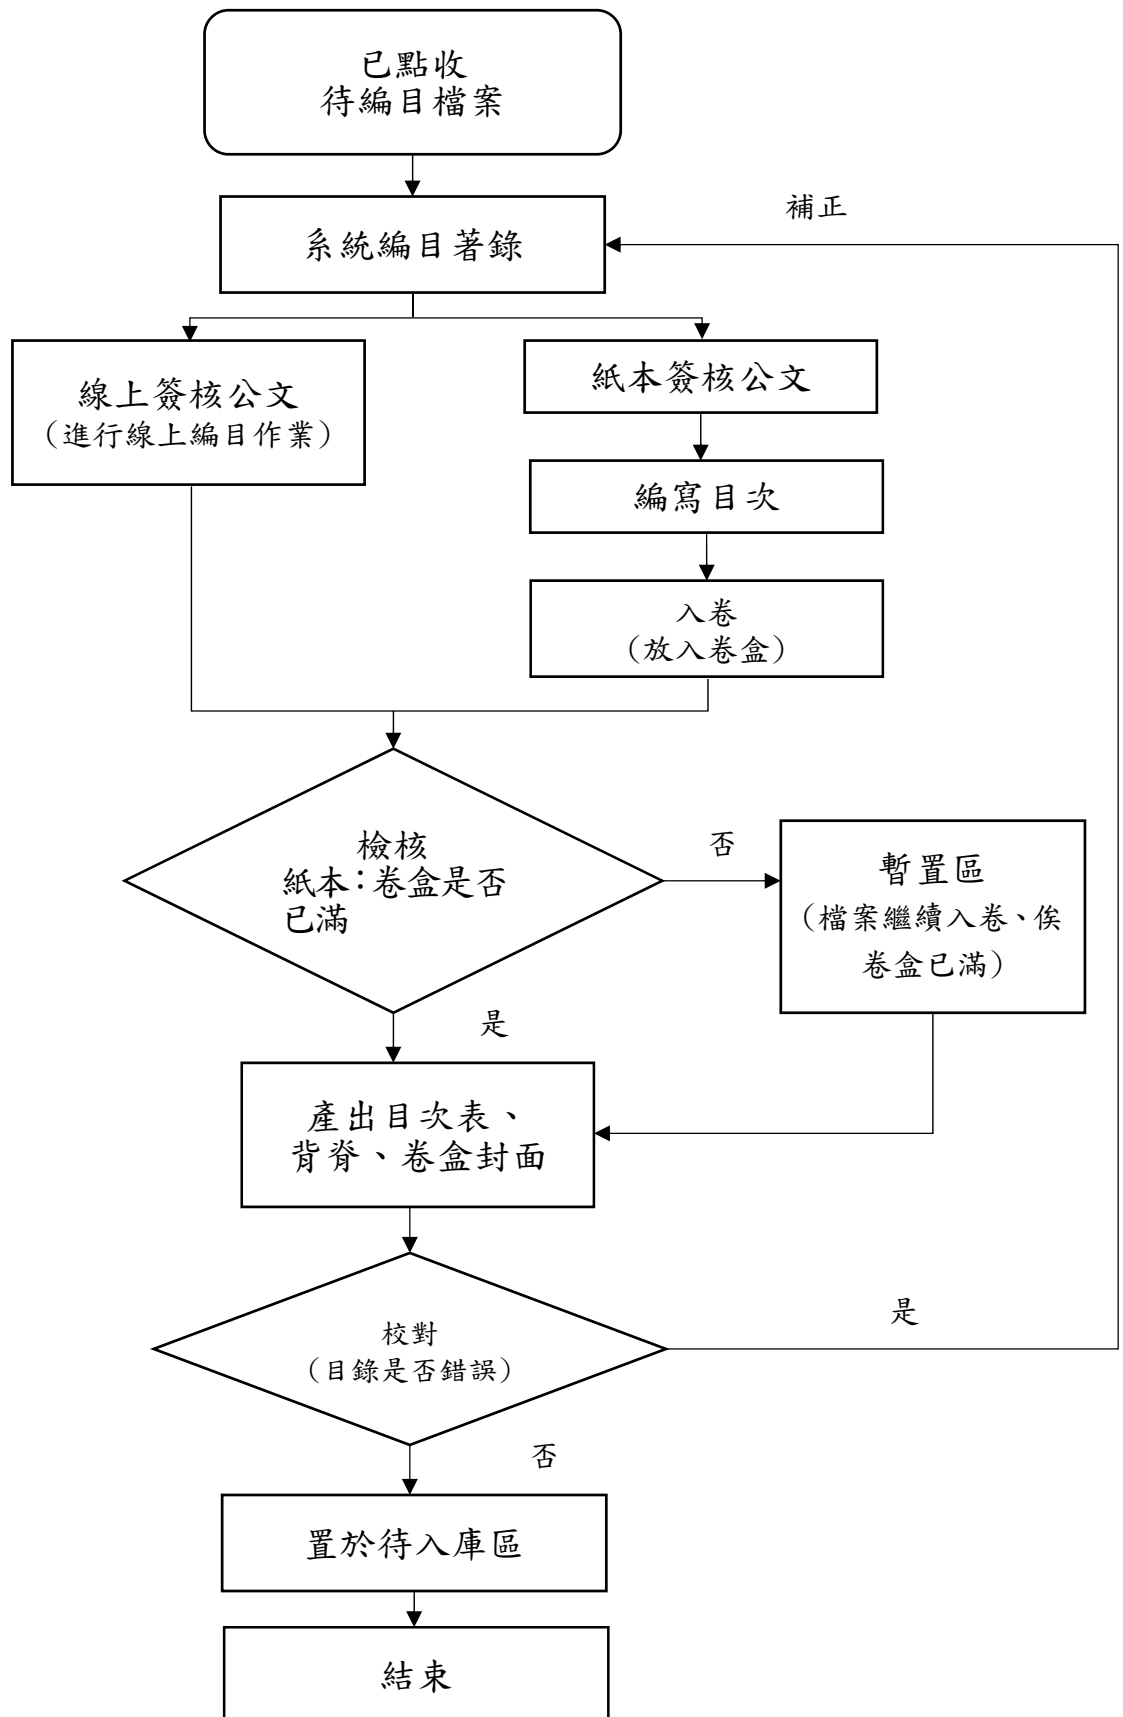 已點收
待編目檔案
補正
系統編目著錄
線上簽核公文
（進行線上編目作業）
紙本簽核公文
編寫目次
入卷
（放入卷盒）
檢核
紙本：卷盒是否
已滿
否
暫置區
（檔案繼續入卷、俟
卷盒已滿）
是
產出目次表、
背脊、卷盒封面
校對
（目錄是否錯誤）
是
否
置於待入庫區
結束